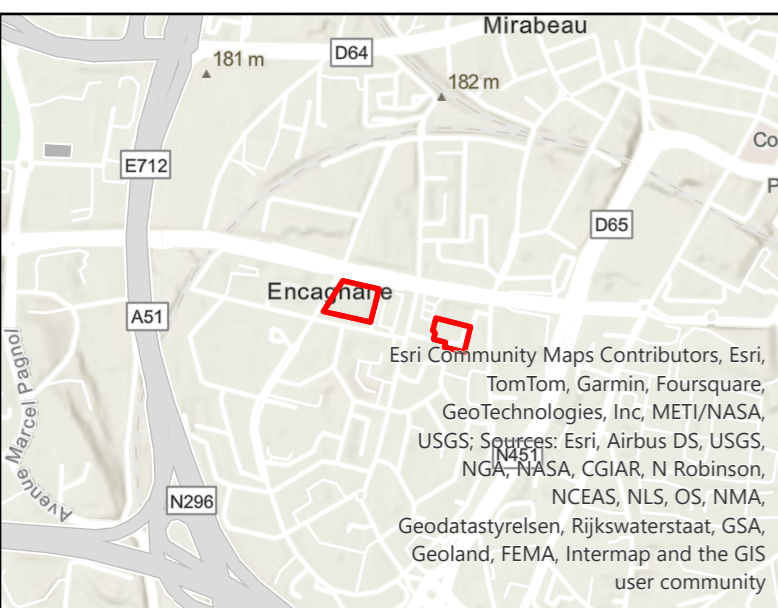 Mirabeau
181 m
D64
182 m
Co
E712
P
D65
Encagnane
A51
Avenue Marcel Pagnol
Esri Community Maps Contributors, Esri,
TomTom, Garmin, Foursquare,
GeoTechnologies, Inc, METI/NASA,
USGS; Sources: Esri, Airbus DS, USGS,
N451
NGA, NASA, CGIAR, N Robinson,
N296
NCEAS, NLS, OS, NMA,
Geodatastyrelsen, Rijkswaterstaat, GSA,
Geoland, FEMA, Intermap and the GIS
user community